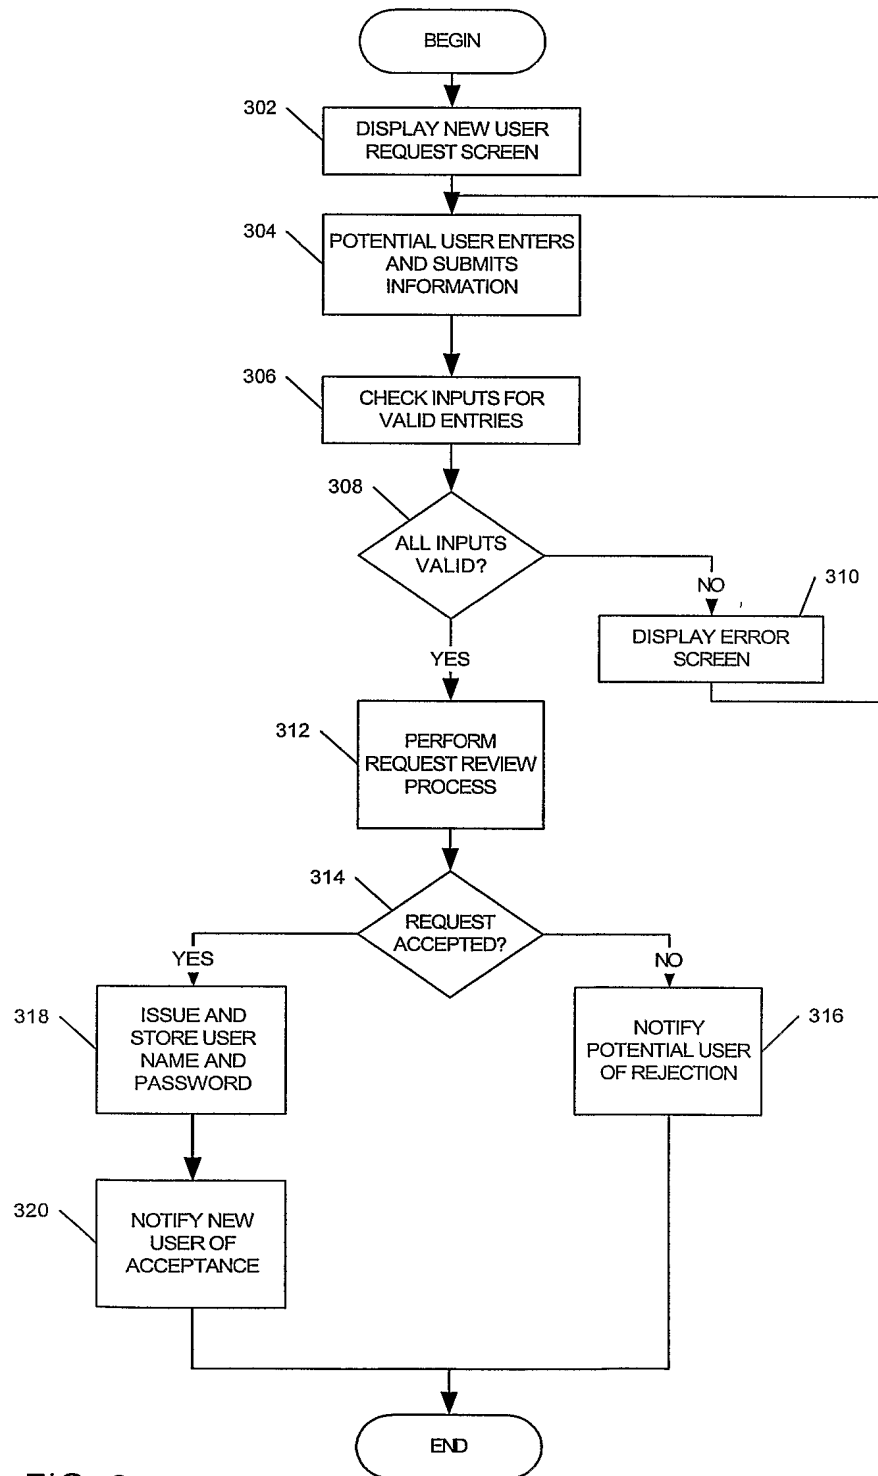 BEGIN
302
DISPLAY NEW USER
REQUEST SCREEN
304
POTENTIAL USER ENTERS
AND SUBMITS
INFORMATION
306
CHECK INPUTS FOR
VALID ENTRIES
308
ALL INPUTS
VALID?
NO
310
DISPLAY ERROR
SCREEN
YES
312
PERFORM
REQUEST REVIEW
PROCESS
314
REQUEST
ACCEPTED?
YES
NO
318
ISSUE AND
STORE USER
NAME AND
PASSWORD
316
NOTIFY
POTENTIAL USER
OF REJECTION
320
NOTIFY NEW
USER OF
ACCEPTANCE
END